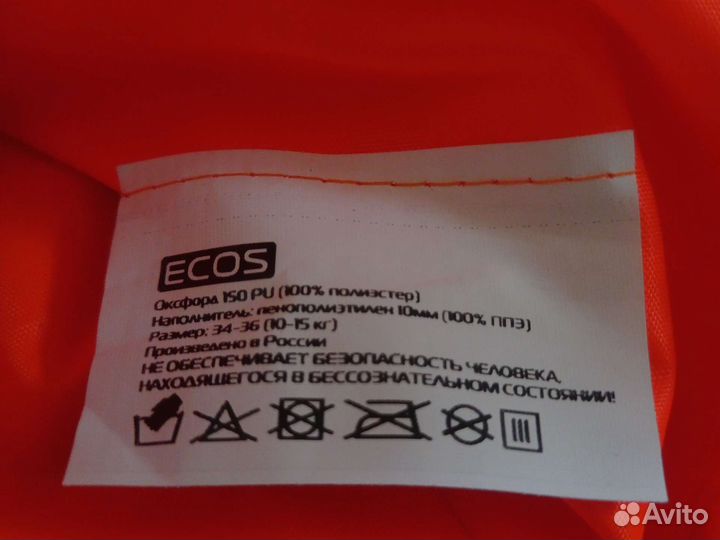 ECOS
Оксфорд 150 PU (100% полиэстер)
Наполнитель: пенополиэтилен 10мм (100% ППЭ)
Размер: 34-36 (10-15 кг)
Произведено в России
НЕ ОБЕСПЕЧИВАЕТ БЕЗОПАСНОСТЬ ЧЕЛОВЕКА,
НАХОДЯЩЕГОСЯ В БЕССОЗНАТЕЛЬНОМ СОСТОЯНИИ!
Avito